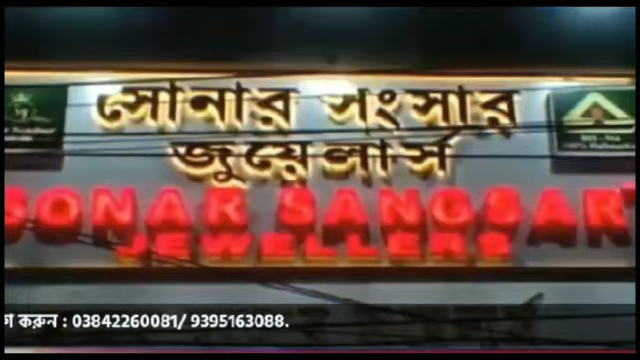 সোনার সংসার
জুয়েলার্স
SONAR SANGSAR
JEWELLERS
করুন : 03842260081/ 9395163088.